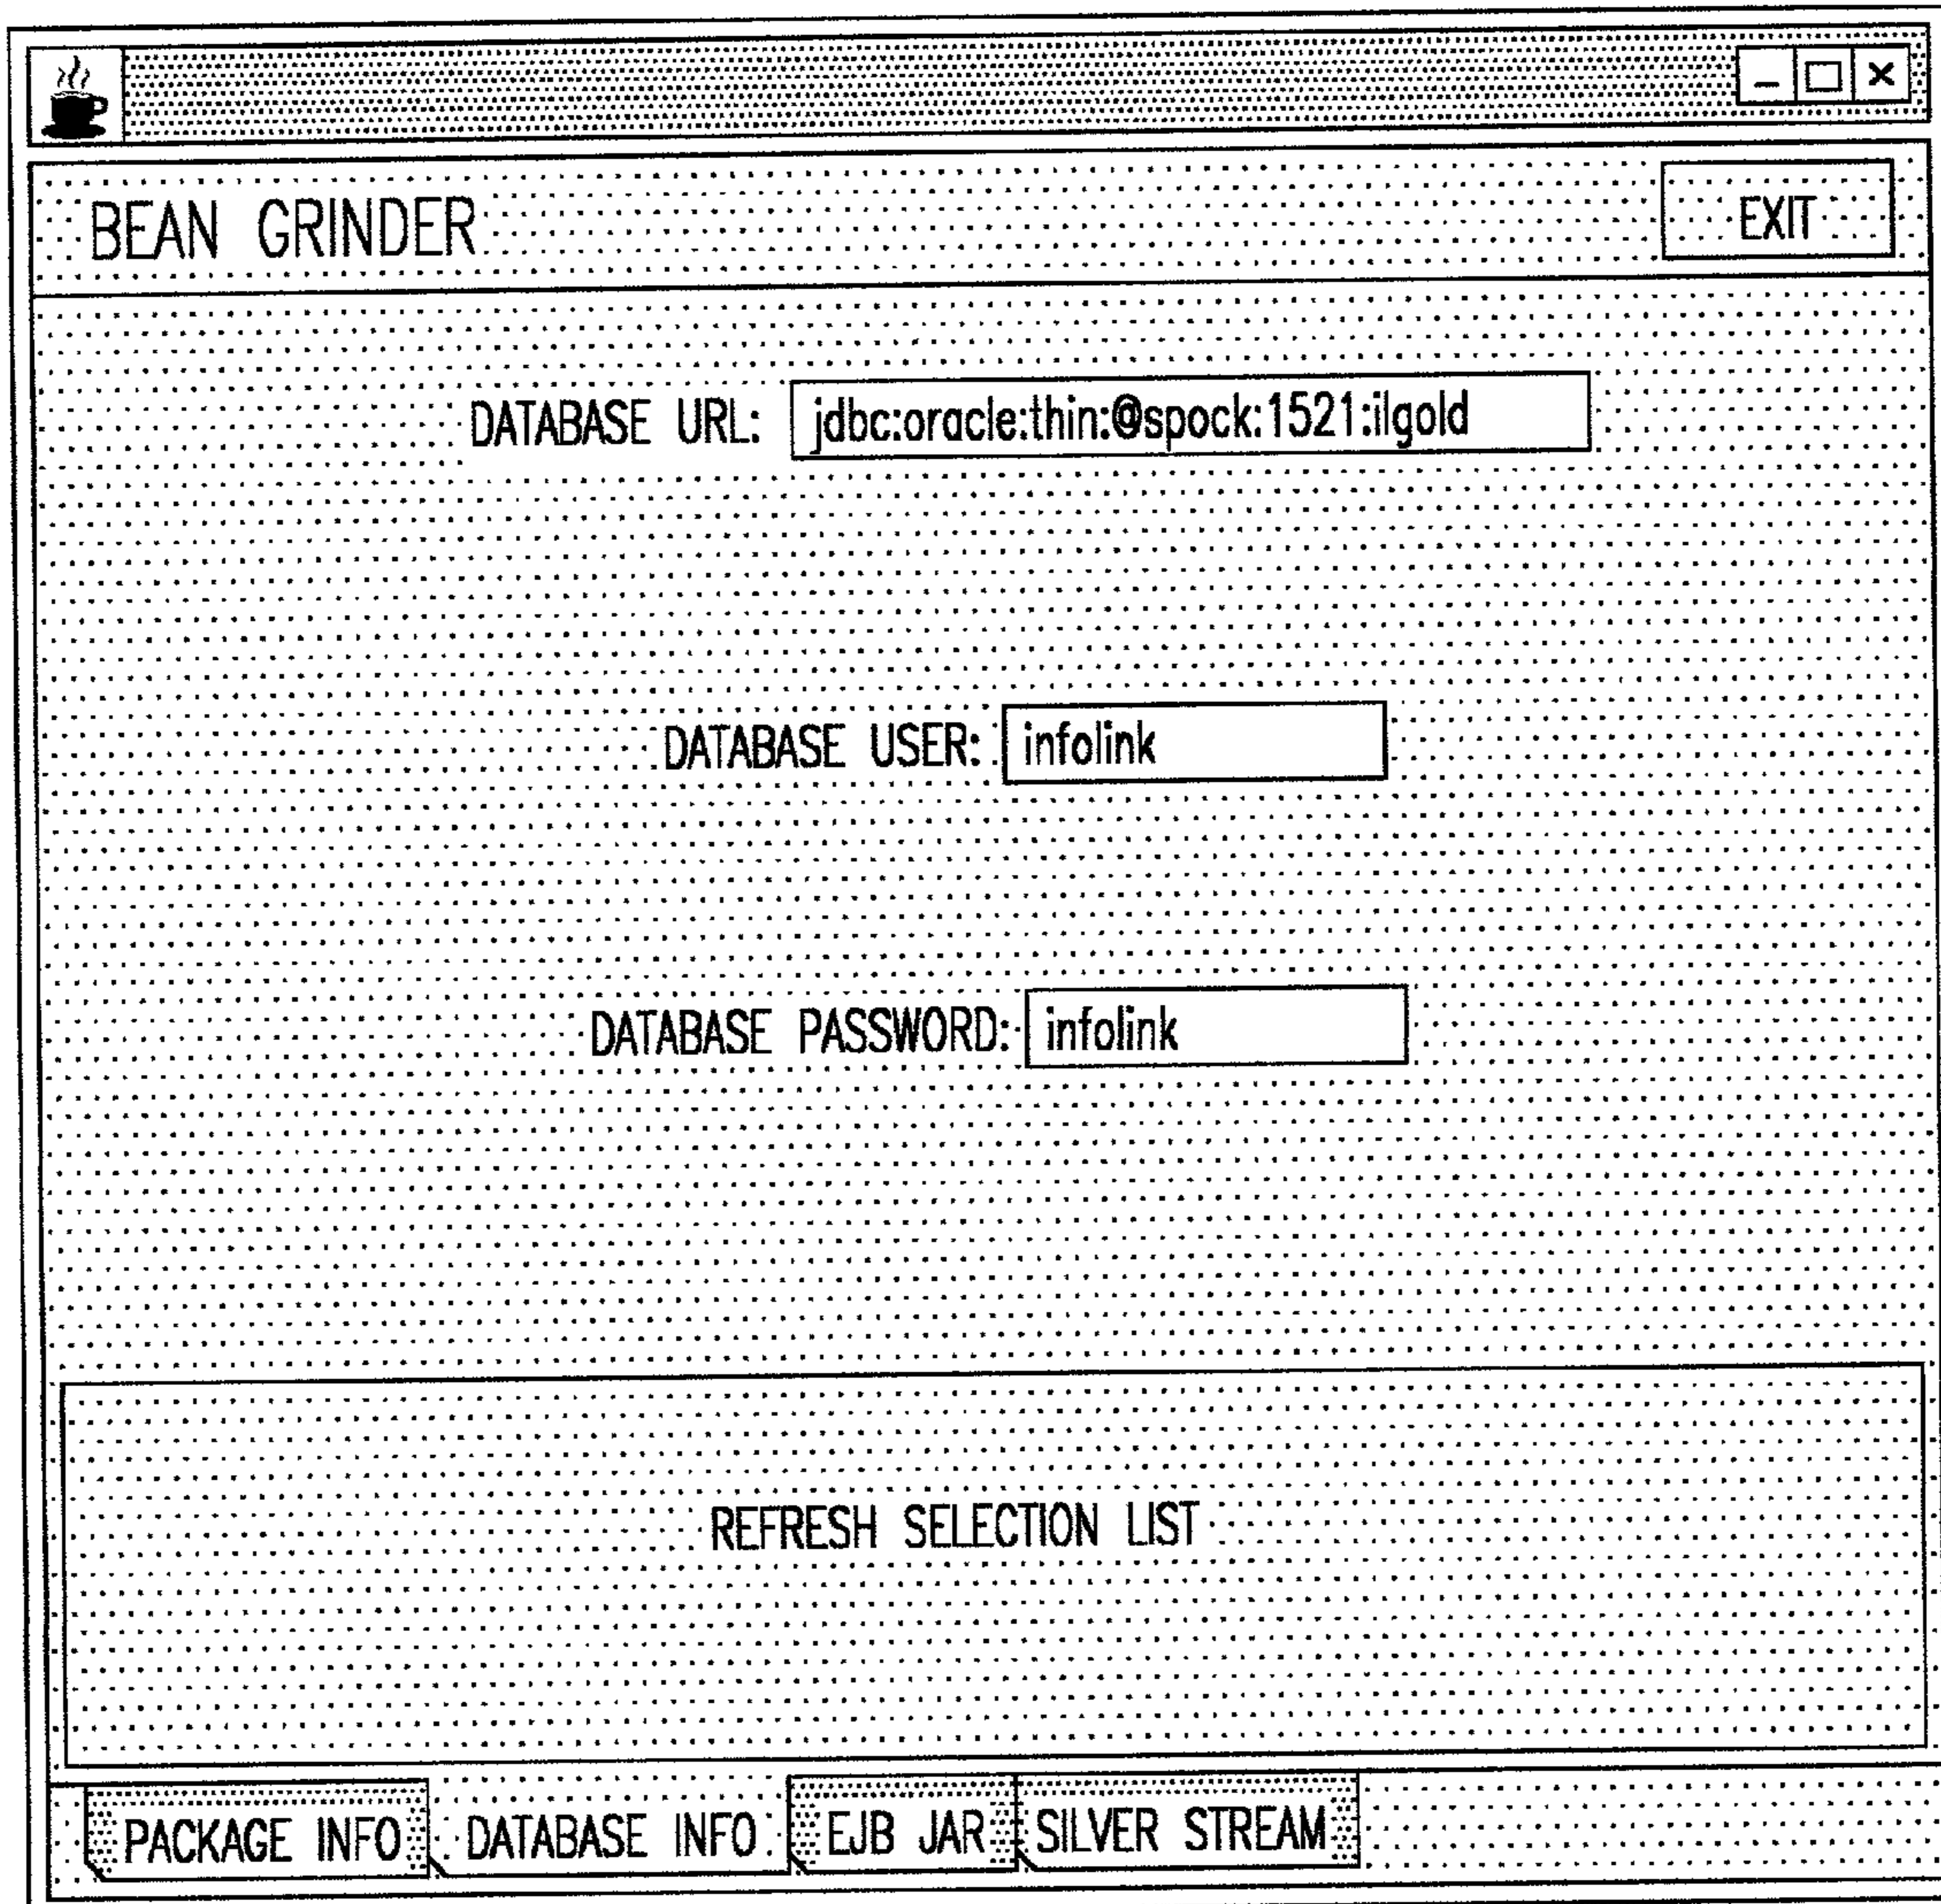 BEAN GRINDER EXIT
DATABASE URL: jdbc:oracle:thin:@spock:1521:ilgold
DATABASE USER: infolink
DATABASE PASSWORD: infolink
REFRESH SELECTION LIST
PACKAGE INFO DATABASE INFO EJB JAR SILVER STREAM